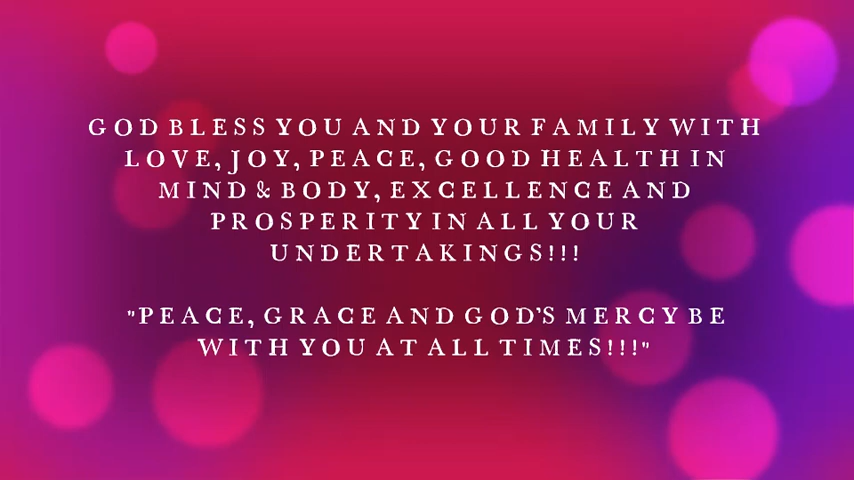 GOD BLESS YOU AND YOUR FAMILY WITH
LOVE, JOY, PEACE, GOOD HEALTH IN
MIND & BODY, EXCELLENCE AND
PROSPERITY IN ALL YOUR
UNDERTAKINGS!!!
"PEACE, GRACE AND GOD'S MERCY BE
WITH YOU AT ALL TIMES!!!"